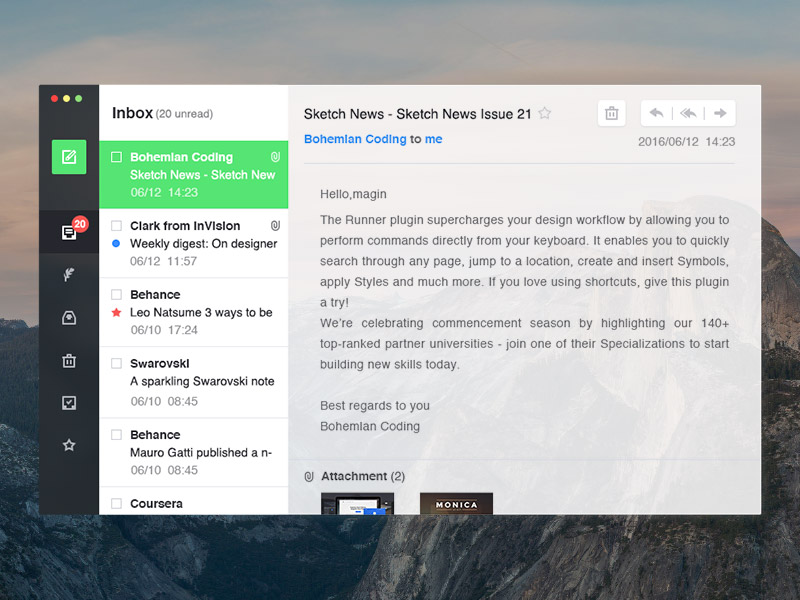 Inbox (20 unread)
20
Bohemian Coding
Sketch News - Sketch New
06/12 14:23
Clark from InVision
Weekly digest: On designer
06/12 11:57
Behance
Leo Natsume 3 ways to be
06/10 17:24
Swarovski
A sparkling Swarovski note
06/10 08:45
Behance
Mauro Gatti published a n-
06/10 08:45
Coursera
Sketch News - Sketch News Issue 21
Bohemian Coding to me
2016/06/12 14:23
Hello,magin
The Runner plugin supercharges your design workflow by allowing you to
perform commands directly from your keyboard. It enables you to quickly
search through any page, jump to a location, create and insert Symbols,
apply Styles and much more. If you love using shortcuts, give this plugin
a try!
We're celebrating commencement season by highlighting our 140+
top-ranked partner universities - join one of their Specializations to start
building new skills today.
Best regards to you
Bohemian Coding
Attachment (2)
MONICA